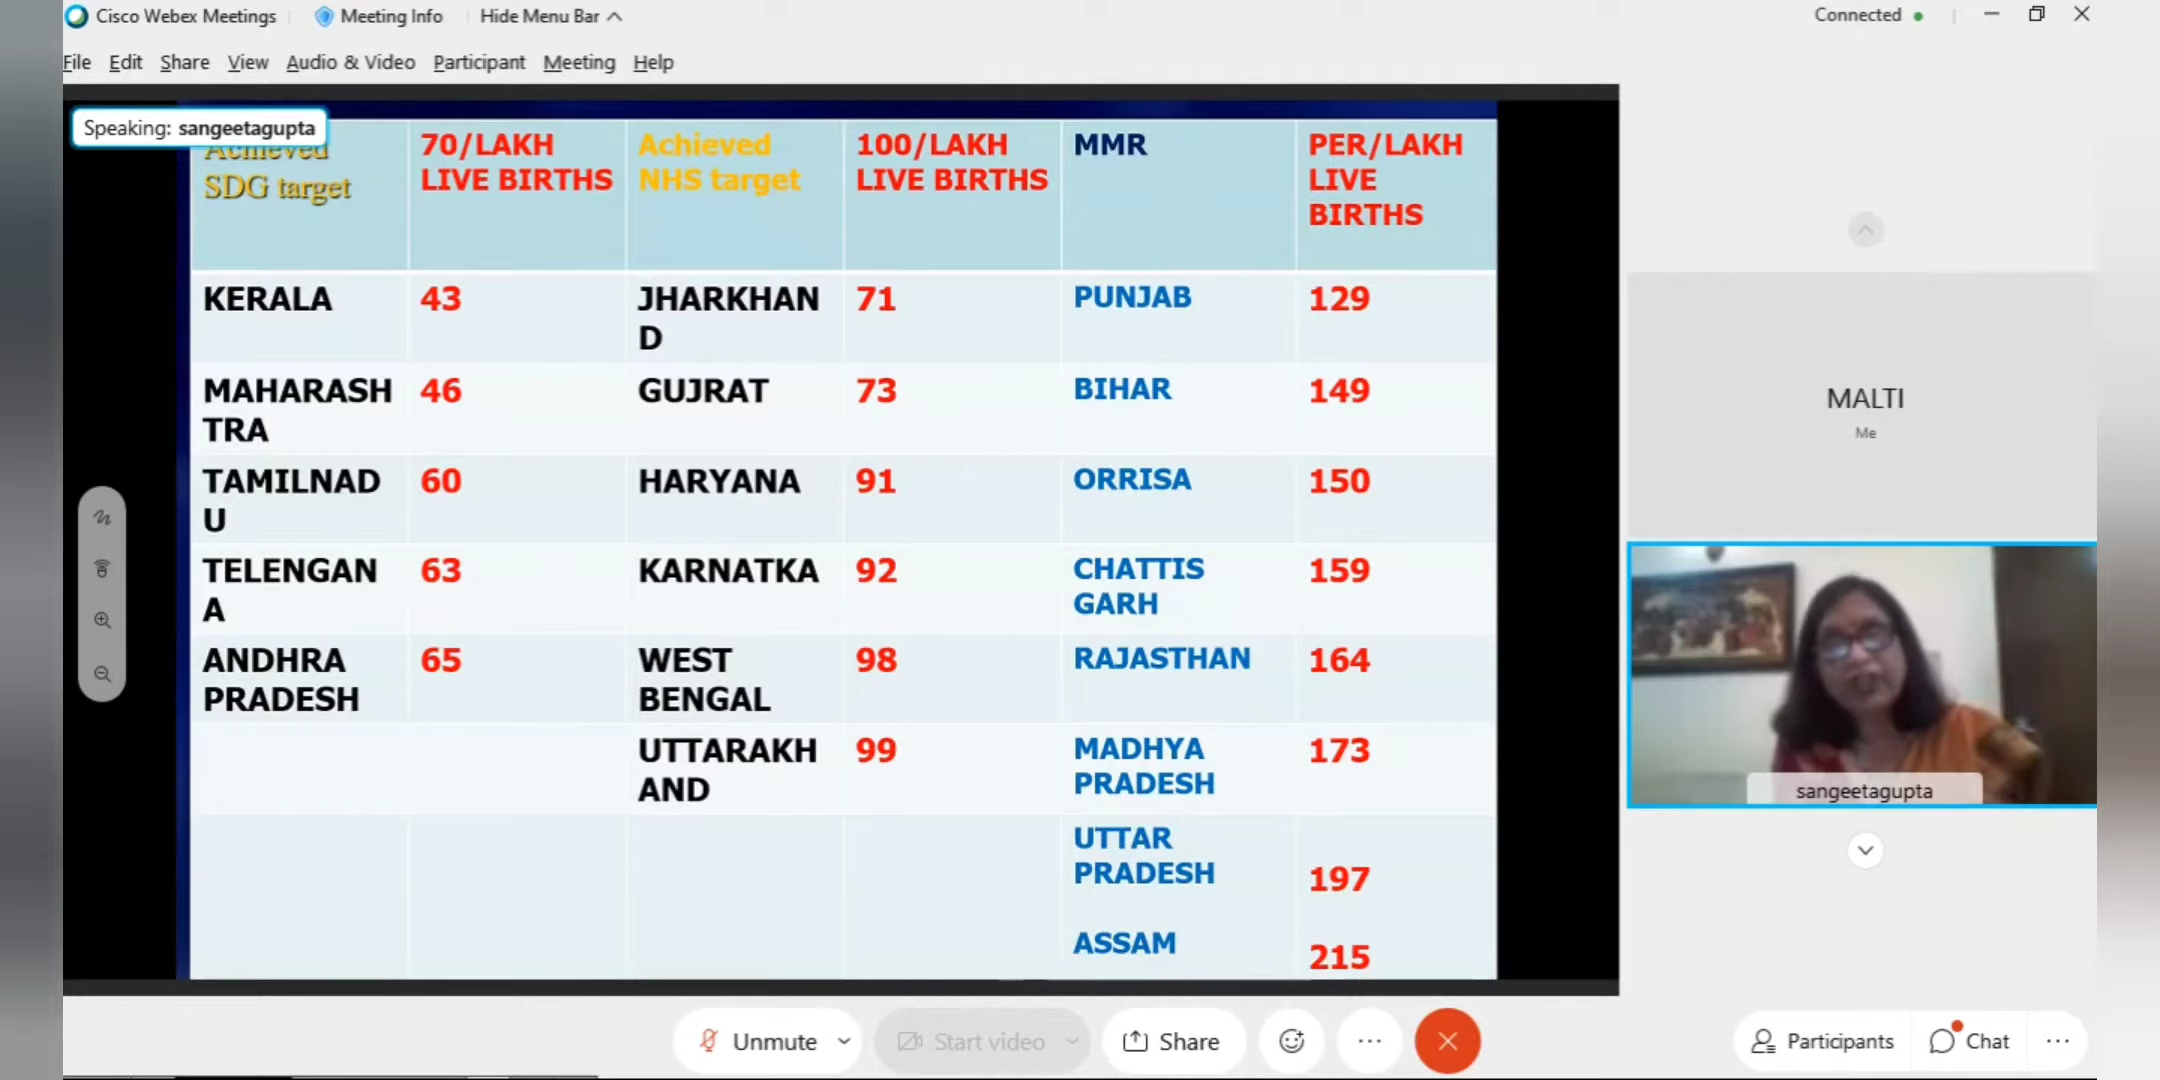 Cisco Webex Meetings
Meeting Info
Hide Menu Bar
Connected
File Edit Share View Audio & Video Participant Meeting Help
Speaking: sangeetagupta
Achieved
SDG target
70/LAKH
LIVE BIRTHS
Achieved
NHS target
100/LAKH
LIVE BIRTHS
MMR
PER/LAKH
LIVE
BIRTHS
KERALA
43
JHARKHAN
D
71
PUNJAB
129
MAHARASH
TRA
46
GUJRAT
73
BIHAR
149
TAMILNAD
U
60
HARYANA
91
ORRISA
150
TELENGAN
A
63
KARNATKA
92
CHATTIS
GARH
159
ANDHRA
PRADESH
65
WEST
BENGAL
98
RAJASTHAN
164
UTTARAKH
AND
99
MADHYA
PRADESH
173
UTTAR
PRADESH
197
ASSAM
215
MALTI
Me
sangeetagupta
Unmute
Start video
Share
Participants
Chat